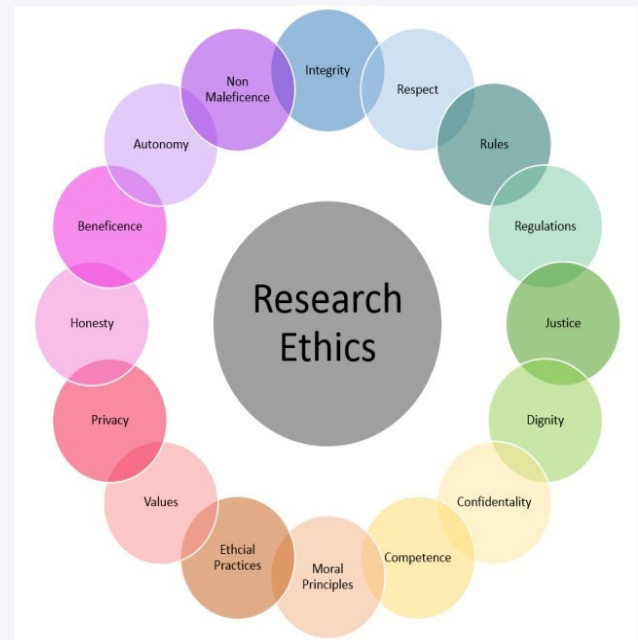 Integrity
Respect
Rules
Regulations
Justice
Dignity
Confidentality
Competence
Moral
Principles
Ethcial
Practices
Values
Privacy
Honesty
Beneficence
Autonomy
Non
Maleficence
Research
Ethics